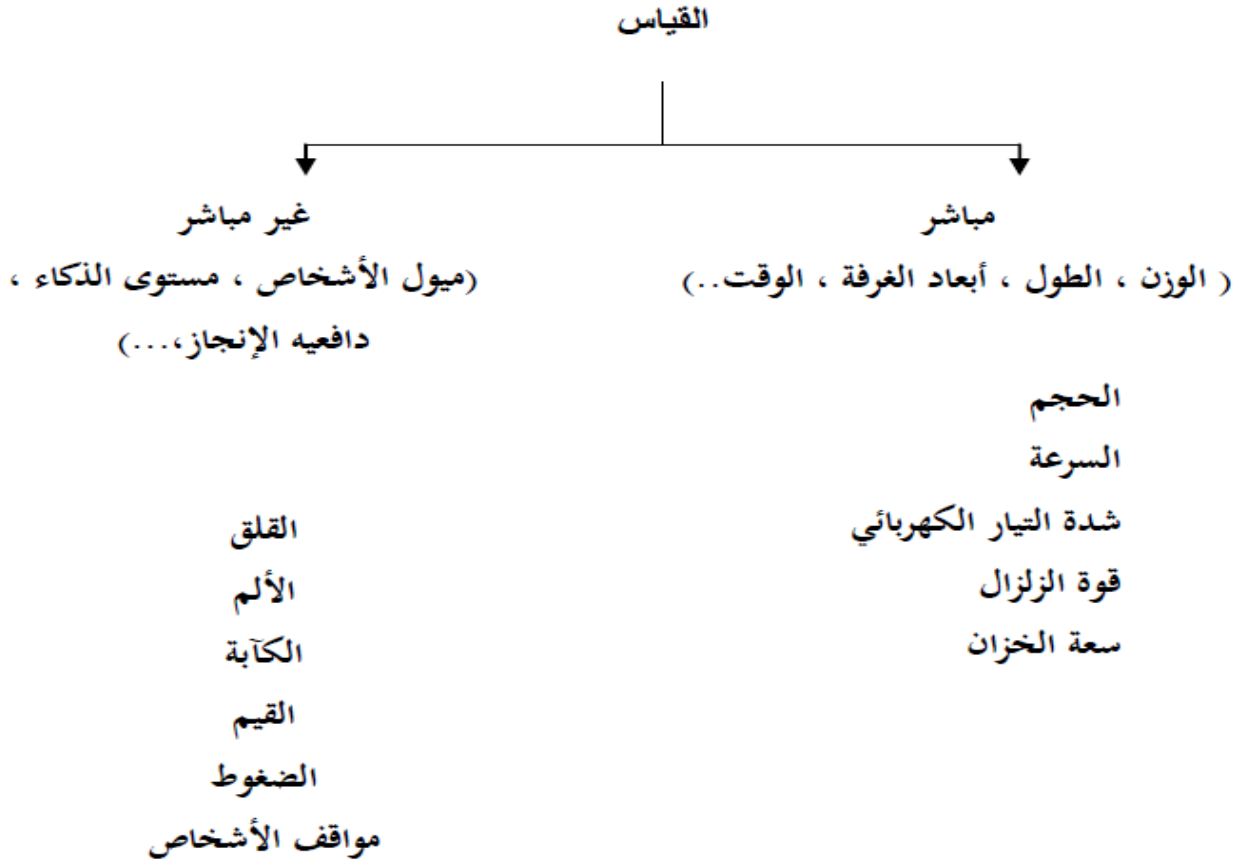 القياس
مباشر
( الوزن ، الطول ، أبعاد الغرفة ، الوقت..)
الحجم
السرعة
شدة التيار الكهربائي
قوة الزلزال
سعة الخزان
غير مباشر
(ميول الأشخاص ، مستوى الذكاء ،
دافعيه الإنجاز،...)
القلق
الألم
الكآبة
القيم
الضغوط
مواقف الأشخاص